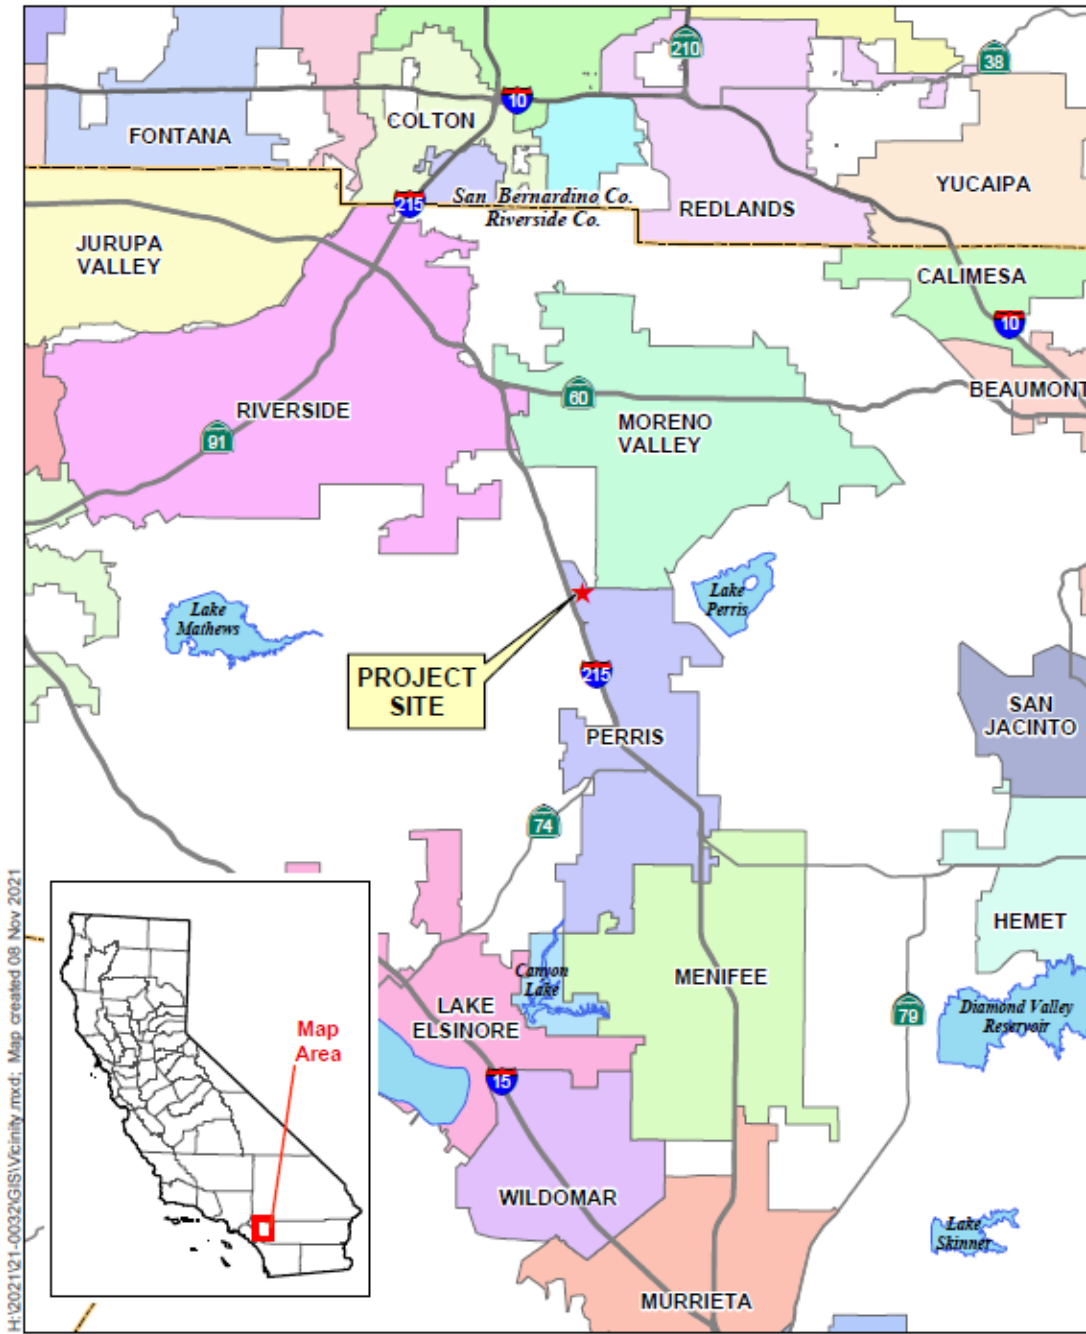 210
38
10
COLTON
FONTANA
YUCAIPA
215
San Bernardino Co.
Riverside Co.
REDLANDS
JURUPA
VALLEY
CALIMESA
10
BEAUMONT
60
RIVERSIDE
MORENO
VALLEY
91
Lake
Mathews
Lake
Perris
PROJECT
SITE
215
SAN
JACINTO
PERRIS
74
HEMET
Canyon
Lake
MENIFEE
LAKE
ELSINORE
79
Diamond Valley
Reservoir
15
Map
Area
WILDOMAR
Lake
Skinner
MURRIETA
H:\2021\21-0032\GIS\Vicinity.mxd; Map created 08 Nov 2021